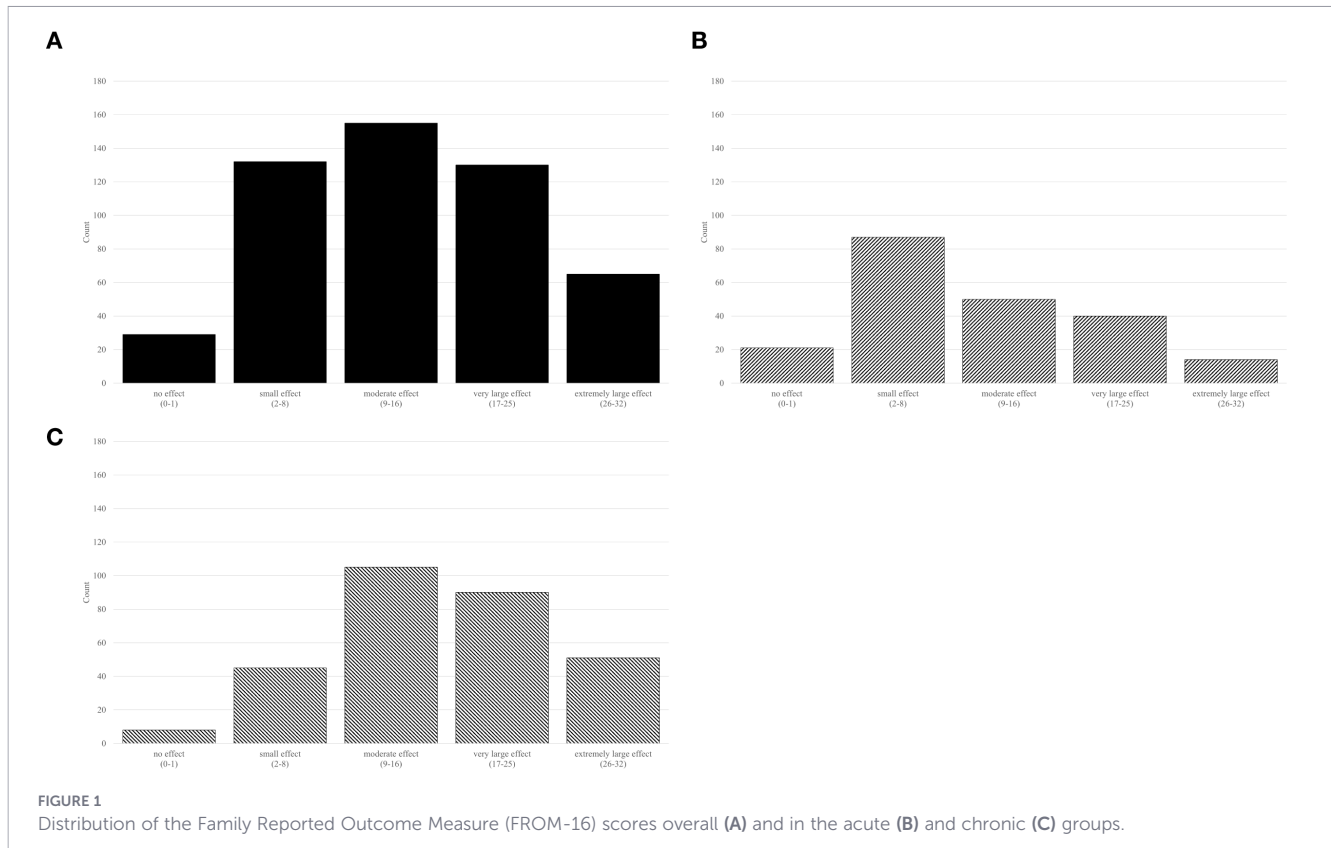 A
180
160
140
120
100
80
60
40
20
0
Count
no effect
(0-1)
small effect
(2-8)
moderate effect
(9-16)
very large effect
(17-25)
extremely large effect
(26-32)
B
180
160
140
120
100
80
60
40
20
0
Count
no effect
(0-1)
small effect
(2-8)
moderate effect
(9-16)
very large effect
(17-25)
extremely large effect
(26-32)
C
180
160
140
120
100
80
60
40
20
0
Count
no effect
(0-1)
small effect
(2-8)
moderate effect
(9-16)
very large effect
(17-25)
extremely large effect
(26-32)
FIGURE 1
Distribution of the Family Reported Outcome Measure (FROM-16) scores overall (A) and in the acute (B) and chronic (C) groups.